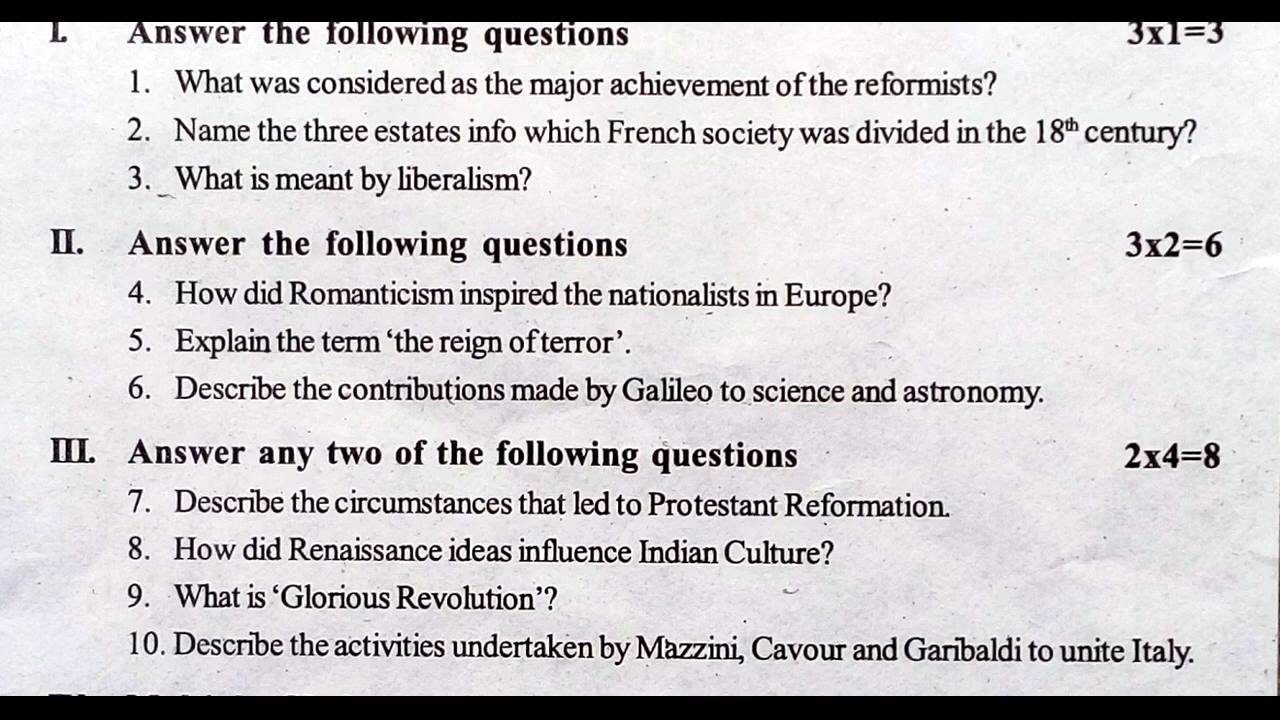 I. Answer the following questions 3x1=3
1. What was considered as the major achievement of the reformists?
2. Name the three estates info which French society was divided in the 18th century?
3. What is meant by liberalism?
II. Answer the following questions 3x2=6
4. How did Romanticism inspired the nationalists in Europe?
5. Explain the term ‘the reign of terror’.
6. Describe the contributions made by Galileo to science and astronomy.
III. Answer any two of the following questions 2x4=8
7. Describe the circumstances that led to Protestant Reformation.
8. How did Renaissance ideas influence Indian Culture?
9. What is ‘Glorious Revolution’?
10. Describe the activities undertaken by Mazzini, Cavour and Garibaldi to unite Italy.